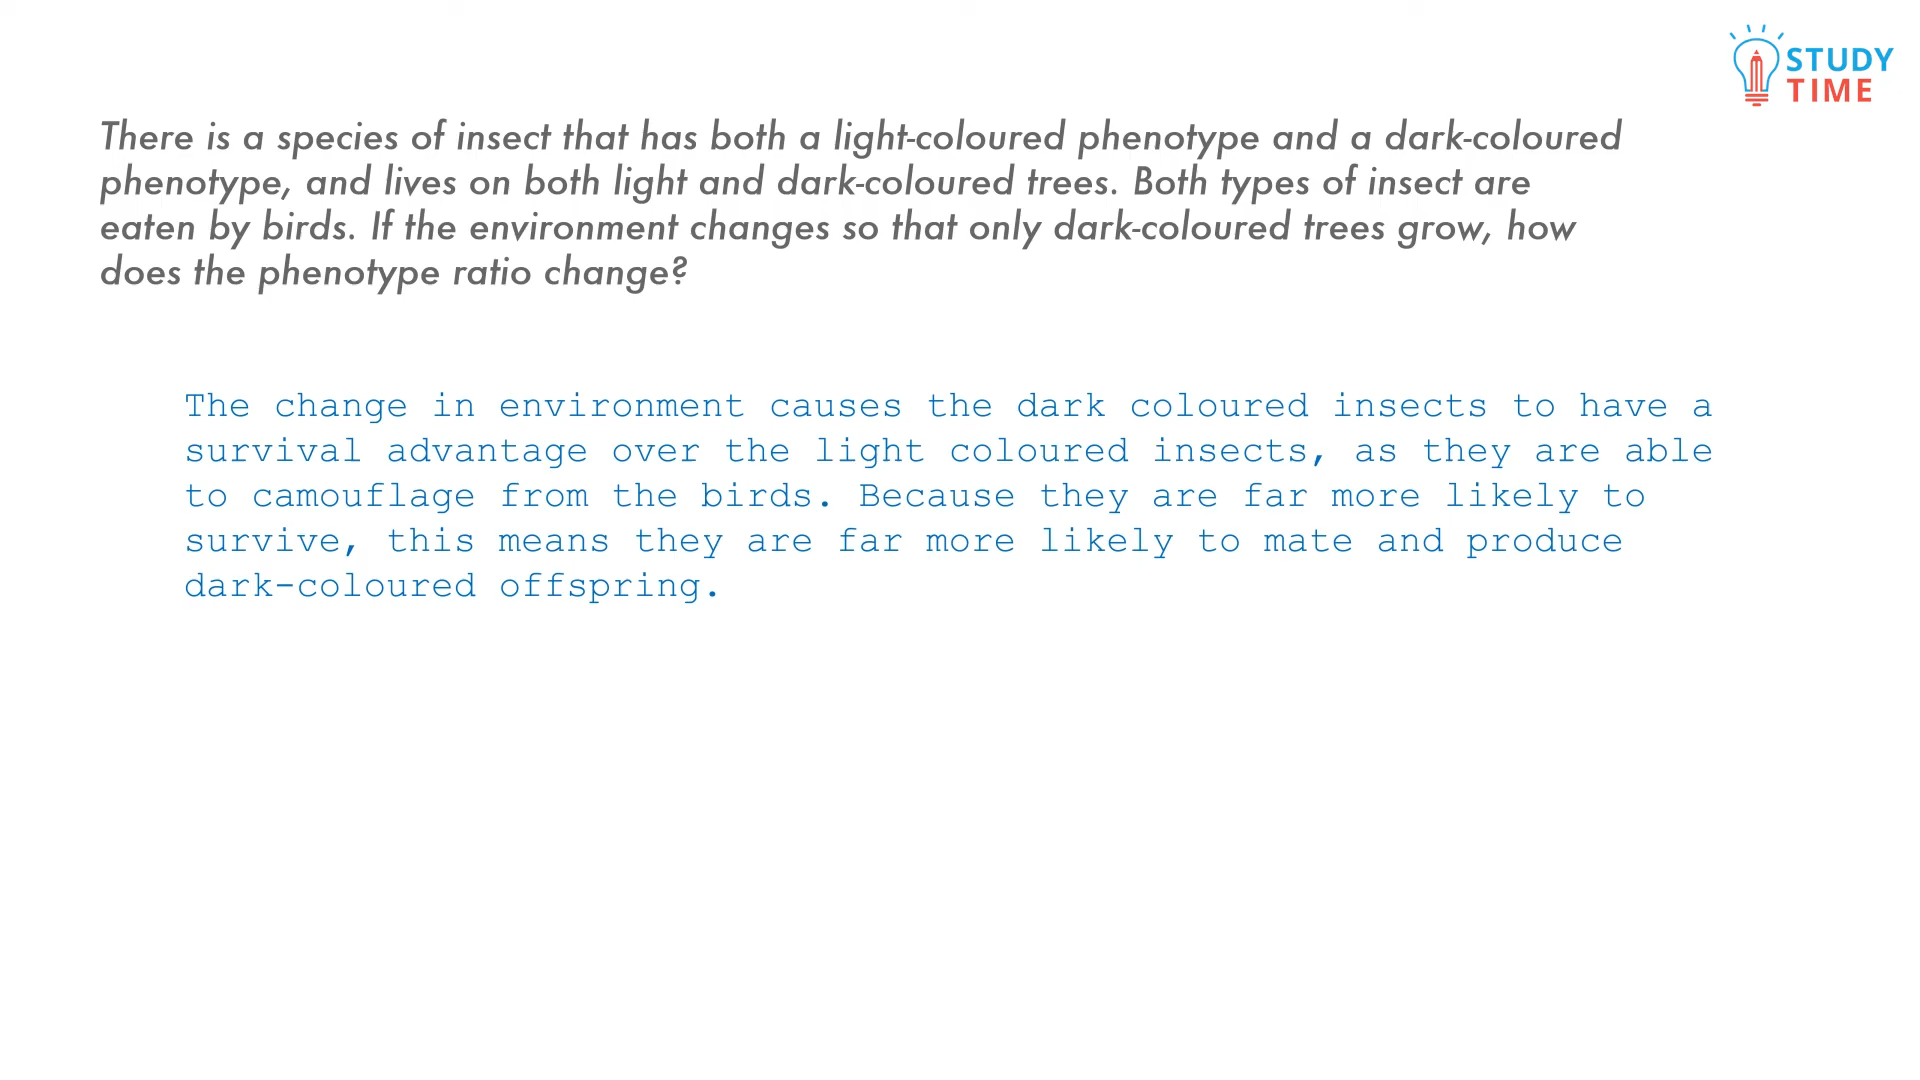 STUDY
TIME
There is a species of insect that has both a light-coloured phenotype and a dark-coloured
phenotype, and lives on both light and dark-coloured trees. Both types of insect are
eaten by birds. If the environment changes so that only dark-coloured trees grow, how
does the phenotype ratio change?
The change in environment causes the dark coloured insects to have a
survival advantage over the light coloured insects, as they are able
to camouflage from the birds. Because they are far more likely to
survive, this means they are far more likely to mate and produce
dark-coloured offspring.